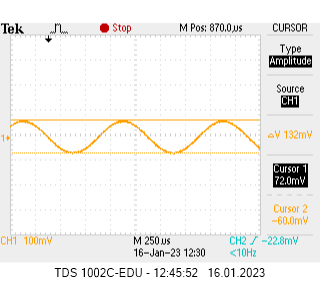 Tek Stop M Pos: 870.0µs CURSOR
Type
Amplitude
Source
CH1
△V 132mV
Cursor 1
72.0mV
Cursor 2
-60.0mV
1
CH1 100mV M 250µs CH2 ∕ -22.8mV
16-Jan-23 12:30 <10Hz
TDS 1002C-EDU - 12:45:52 16.01.2023